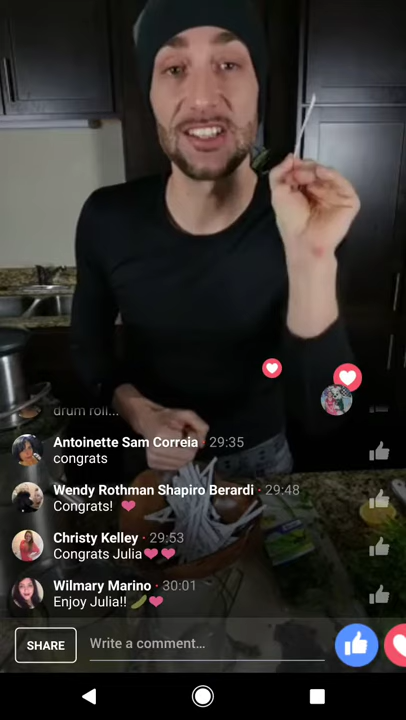 drum roll...
Antoinette Sam Correia · 29:35
congrats
Wendy Rothman Shapiro Berardi · 29:48
Congrats! ❤
Christy Kelley · 29:53
Congrats Julia❤❤
Wilmary Marino · 30:01
Enjoy Julia!! 🥒❤
SHARE
Write a comment...